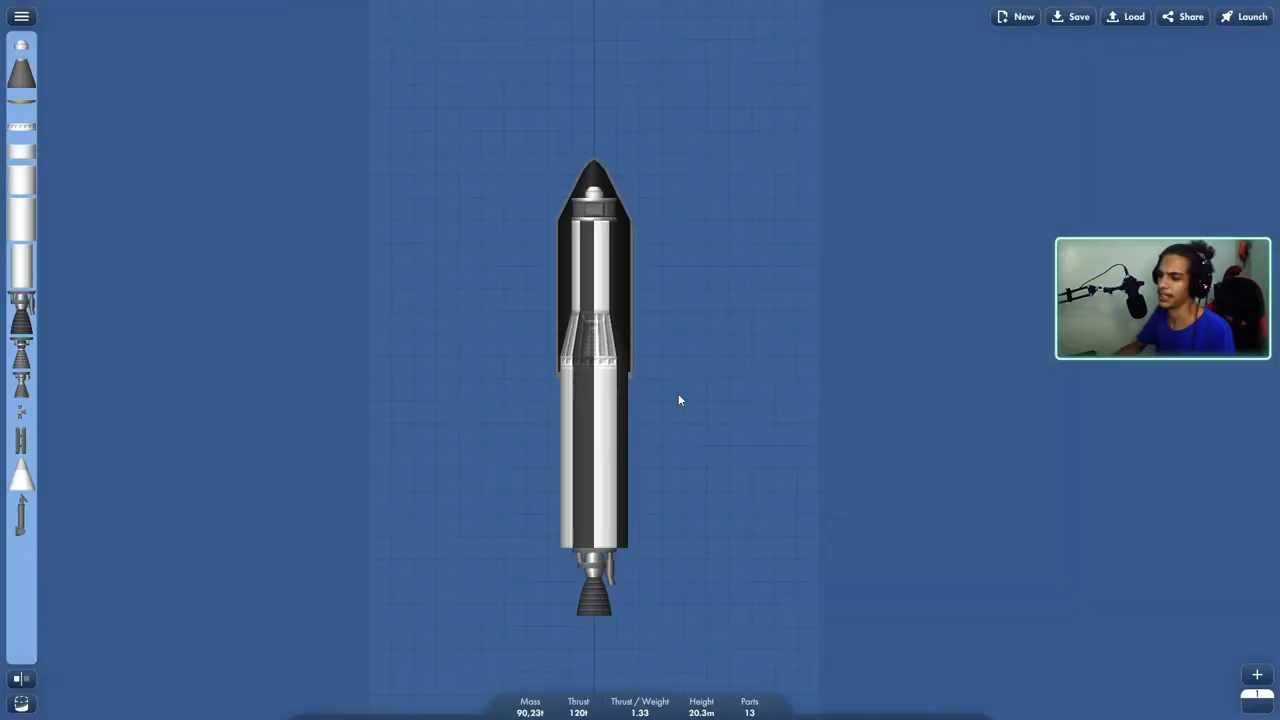 New
Save
Load
Share
Launch
1
Mass
Thrust
Thrust / Weight
Height
Parts
90,23t
120t
1.33
20.3m
13